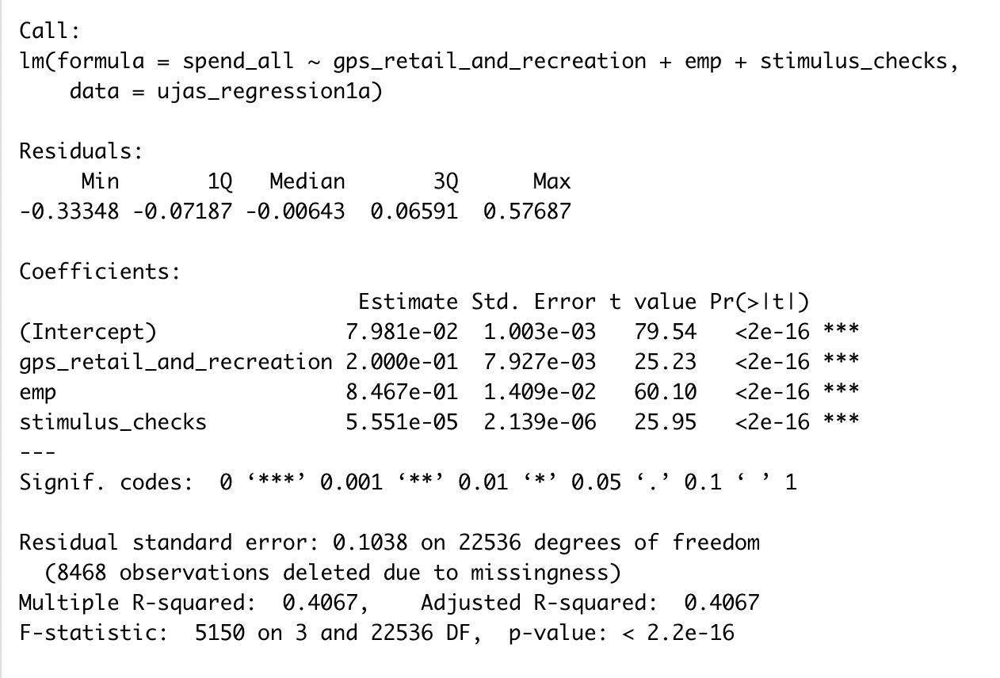 Call:
lm(formula = spend_all ~ gps_retail_and_recreation + emp + stimulus_checks,
    data = ujas_regression1a)

Residuals:
     Min       1Q   Median       3Q      Max
-0.33348 -0.07187 -0.00643  0.06591  0.57687

Coefficients:
                           Estimate Std. Error t value Pr(>|t|)
(Intercept)               7.981e-02  1.003e-03   79.54   <2e-16 ***
gps_retail_and_recreation 2.000e-01  7.927e-03   25.23   <2e-16 ***
emp                       8.467e-01  1.409e-02   60.10   <2e-16 ***
stimulus_checks           5.551e-05  2.139e-06   25.95   <2e-16 ***
---
Signif. codes:  0 ‘***’ 0.001 ‘**’ 0.01 ‘*’ 0.05 ‘.’ 0.1 ‘ ’ 1

Residual standard error: 0.1038 on 22536 degrees of freedom
  (8468 observations deleted due to missingness)
Multiple R-squared:  0.4067,    Adjusted R-squared:  0.4067
F-statistic:  5150 on 3 and 22536 DF,  p-value: < 2.2e-16